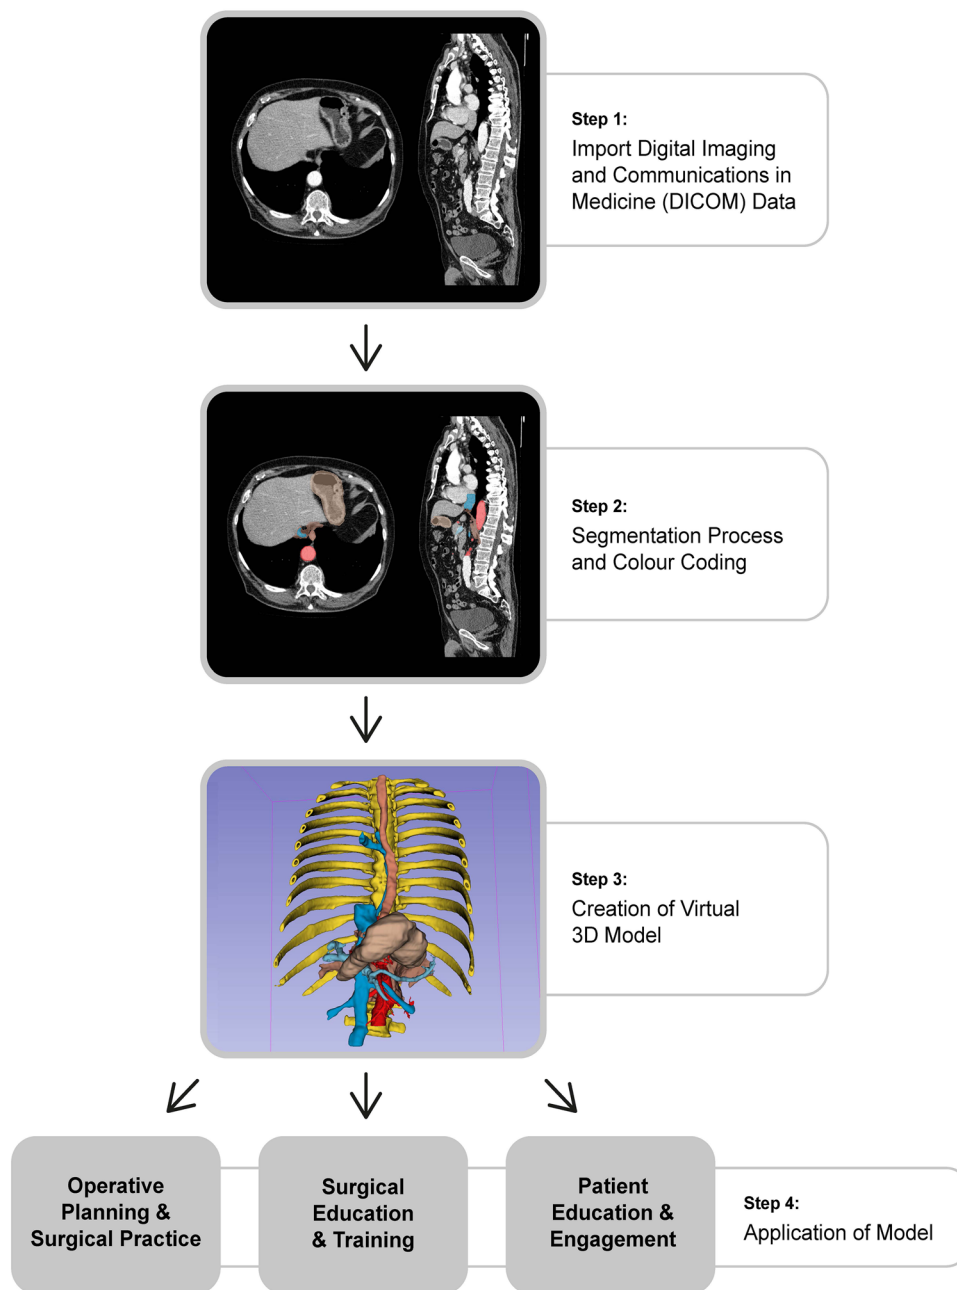 Step 1:
Import Digital Imaging
and Communications in
Medicine (DICOM) Data
Step 2:
Segmentation Process
and Colour Coding
Step 3:
Creation of Virtual
3D Model
Operative
Planning &
Surgical Practice
Surgical
Education
& Training
Patient
Education &
Engagement
Step 4:
Application of Model